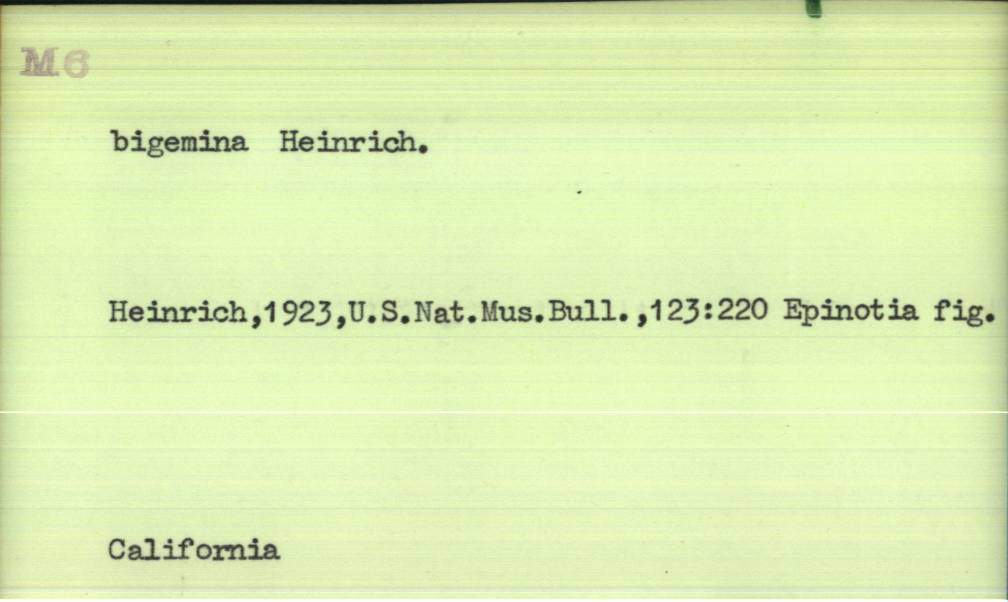 M6
bigemina Heinrich.
Heinrich,1923,U.S.Nat.Mus.Bull.,123:220 Epinotia fig.
California